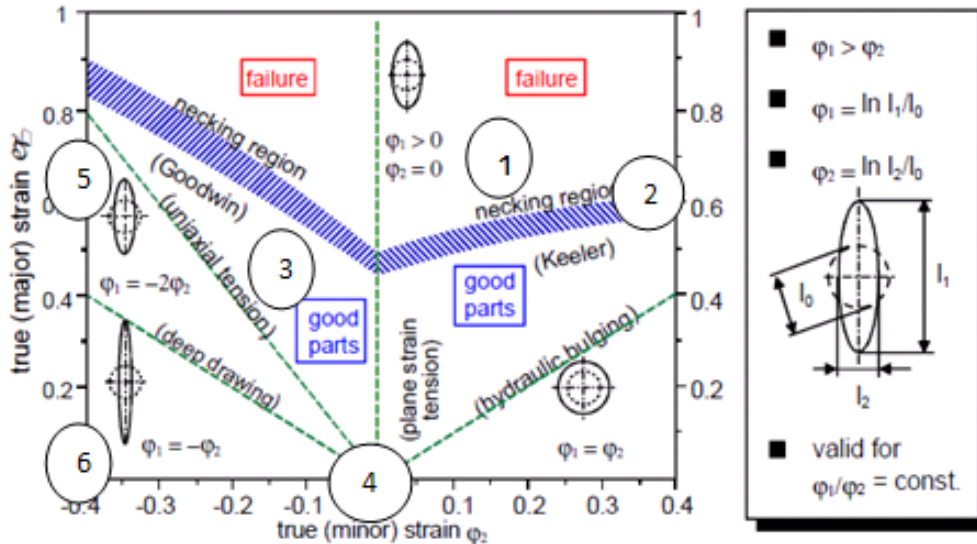 1
1
failure
failure
0.8
0.8
necking region
φ₁ > 0
φ₂ = 0
1
(Goodwin)
5
2
necking region
0.6
(uniaxial tension)
(Keeler)
3
true (major) strain
φ₁ = −2φ₂
good
parts
good
parts
0.4
0.4
(deep drawing)
(plane strain
tension)
(hydraulic bulging)
0.2
0.2
φ₁ = −φ₂
φ₁ = φ₂
6
4
-0.4
-0.3
-0.2
-0.1
0.1
0.2
0.3
0.4
true (minor) strain φ₂
■ φ₁ > φ₂
■ φ₁ = ln l₁/l₀
■ φ₂ = ln l₂/l₀
l₀
l₁
l₂
■ valid for
φ₁/φ₂ = const.